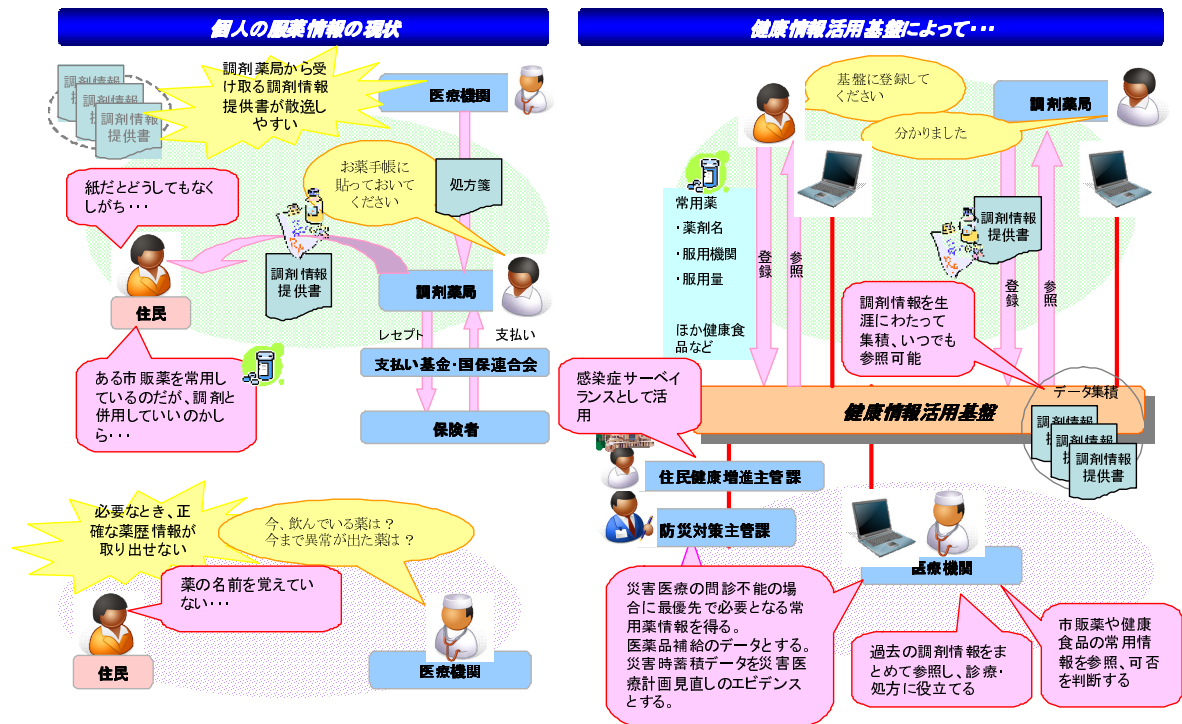 個人の服薬情報の現状
調剤情報
提供書
調剤情報
調剤情報
提供書
調剤薬局から受
け取る調剤情報
提供書が散逸し
やすい
医療機関
お薬手帳に
貼っておいて
ください
処方箋
紙だとどうしてもなく
しがち・・・
調剤情報
提供書
住民
調剤薬局
レセプト
支払い
支払い基金・国保連合会
保険者
ある市販薬を常用し
ているのだが、調剤と
併用していいのかし
ら・・・
必要なとき、正
確な薬歴情報が
取り出せない
今、飲んでいる薬は？
今まで異常が出た薬は？
薬の名前を覚えてい
ない・・・
住民
医療機関
健康情報活用基盤によって・・・
基盤に登録して
ください
分かりました
調剤薬局
常用薬
・薬剤名
・服用機関
・服用量
ほか健康食
品など
登録
参照
調剤情報
提供書
登録
参照
調剤情報を生
涯にわたって
集積、いつでも
参照可能
感染症サーベイ
ランスとして活
用
健康情報活用基盤
データ集積
調剤情報
調剤情報
調剤情報
提供書
住民健康増進主管課
防災対策主管課
医療機関
災害医療の問診不能の場
合に最優先で必要となる常
用薬情報を得る。
医薬品補給のデータとする。
災害時蓄積データを災害医
療計画見直しのエビデンス
とする。
過去の調剤情報をま
とめて参照し、診療・
処方に役立てる
市販薬や健康
食品の常用情
報を参照、可否
を判断する